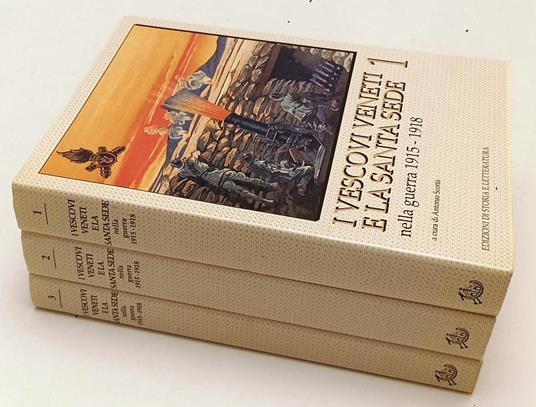 I VESCOVI VENETI
E LA SANTA SEDE 1
nella guerra 1915-1918
a cura di Antonio Scottà
EDIZIONI DI STORIA E LETTERATURA
1
I VESCOVI
VENETI
E LA
SANTA SEDE
nella
guerra
1915-1918
2
I VESCOVI
VENETI
E LA
SANTA SEDE
nella
guerra
1915-1918
3
I VESCOVI
VENETI
E LA
SANTA SEDE
nella
guerra
1915-1918